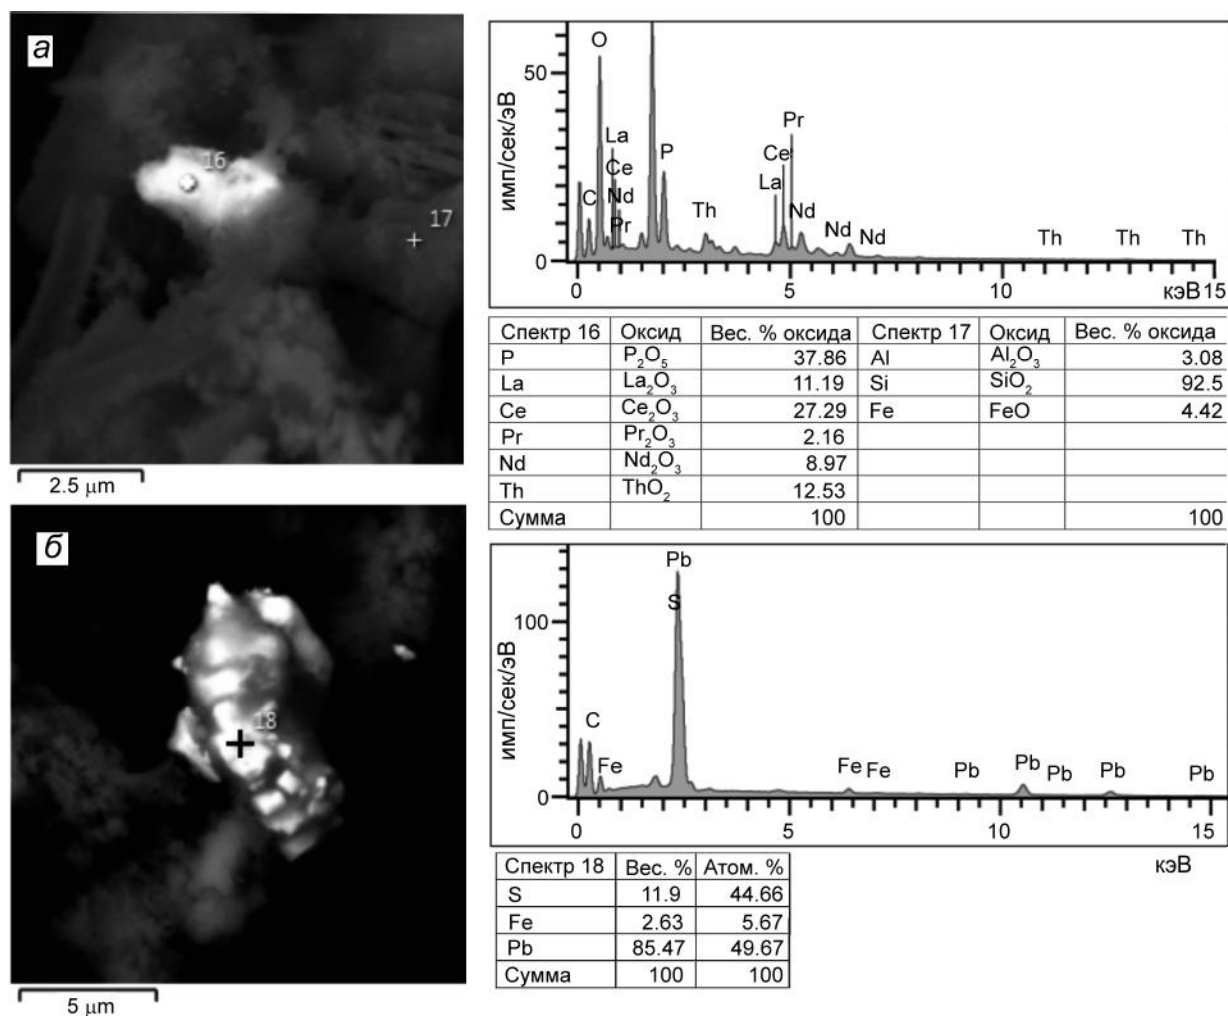 а
16
17
2.5 μm
имп/сек/эВ
50
0
O
La
Ce
Nd
Pr
C
P
Th
Pr
Ce
La
Nd
Nd
Nd
Th
Th
Th
0 5 10 кэВ 15
Спектр 16 Оксид Вес. % оксида Спектр 17 Оксид Вес. % оксида
P P2O5 37.86 Al Al2O3 3.08
La La2O3 11.19 Si SiO2 92.5
Ce Ce2O3 27.29 Fe FeO 4.42
Pr Pr2O3 2.16
Nd Nd2O3 8.97
Th ThO2 12.53
Сумма 100 100
б
18
5 μm
имп/сек/эВ
100
0
Pb
S
C
Fe
Fe Fe
Pb
Pb
Pb
Pb
Pb
0 5 10 15
кэВ
Спектр 18 Вес. % Атом. %
S 11.9 44.66
Fe 2.63 5.67
Pb 85.47 49.67
Сумма 100 100